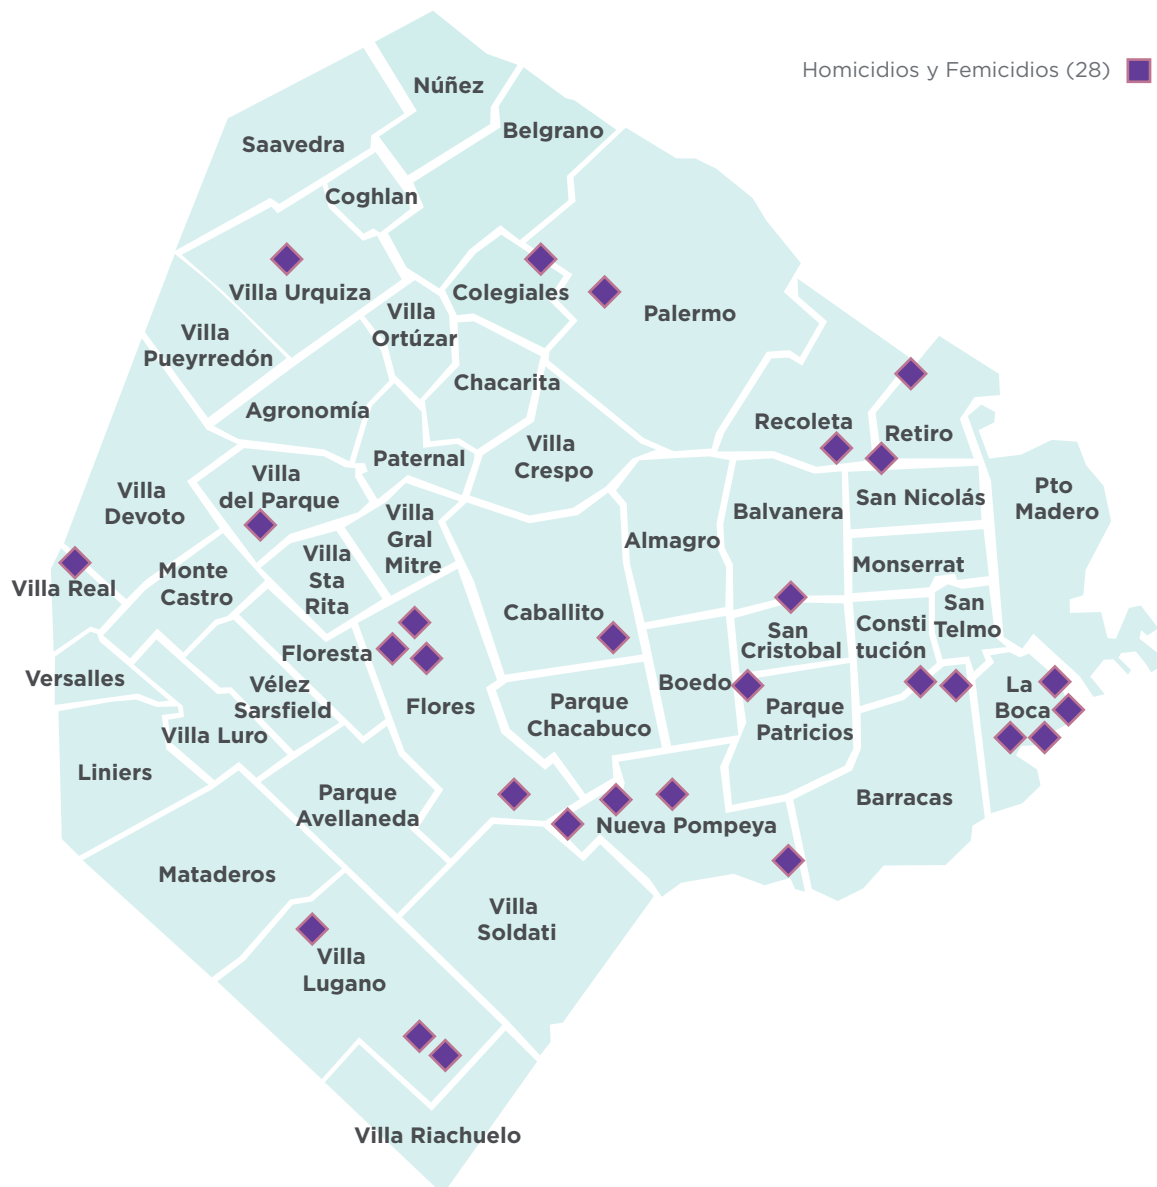 Homicidios y Femicidios (28)
Núñez
Saavedra
Belgrano
Coghlan
Villa Urquiza
Colegiales
Palermo
Villa
Ortúzar
Villa
Pueyrredón
Chacarita
Agronomía
Recoleta
Retiro
Paternal
Villa
Crespo
Villa
del Parque
Villa
Devoto
Villa
Gral
Mitre
Balvanera
San Nicolás
Pto
Madero
Almagro
Villa
Sta
Rita
Monte
Castro
Villa Real
Monserrat
Caballito
San
Telmo
San
Cristobal
Consti
tución
Floresta
Versalles
Vélez
Sarsfield
Flores
Boedo
La
Boca
Parque
Chacabuco
Parque
Patricios
Villa Luro
Liniers
Parque
Avellaneda
Barracas
Nueva Pompeya
Mataderos
Villa
Soldati
Villa
Lugano
Villa Riachuelo